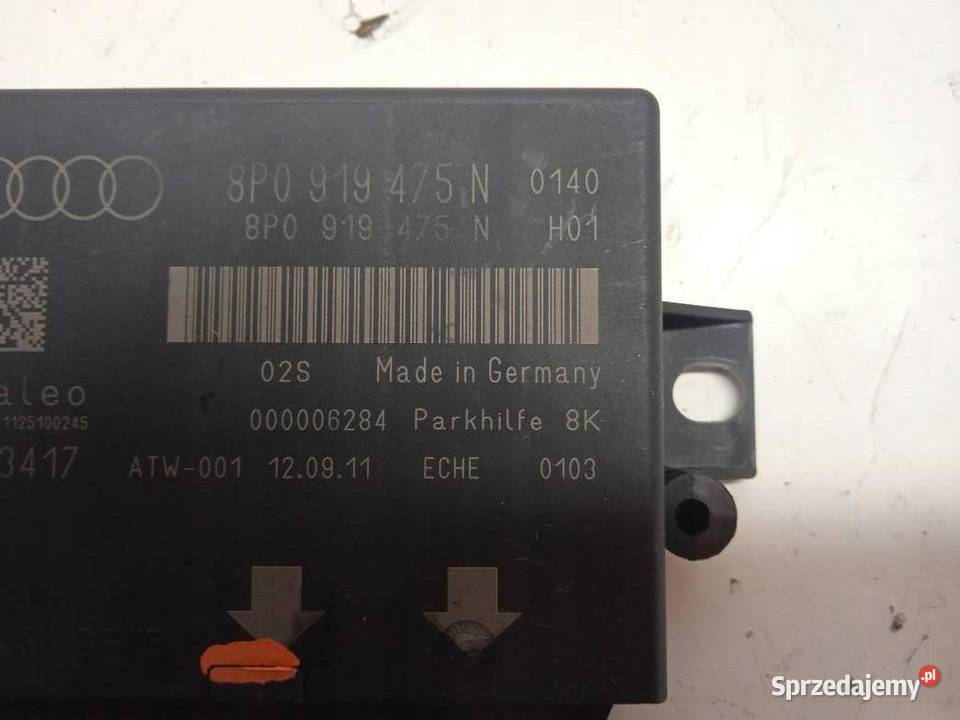 8P0 919 475 N 0140
8P0 919 475 N H01
02S Made in Germany
aleo
1125100245
000006284 Parkhilfe 8K
3417 ATW-001 12.09.11 ECHE 0103
Sprzedajemy.pl